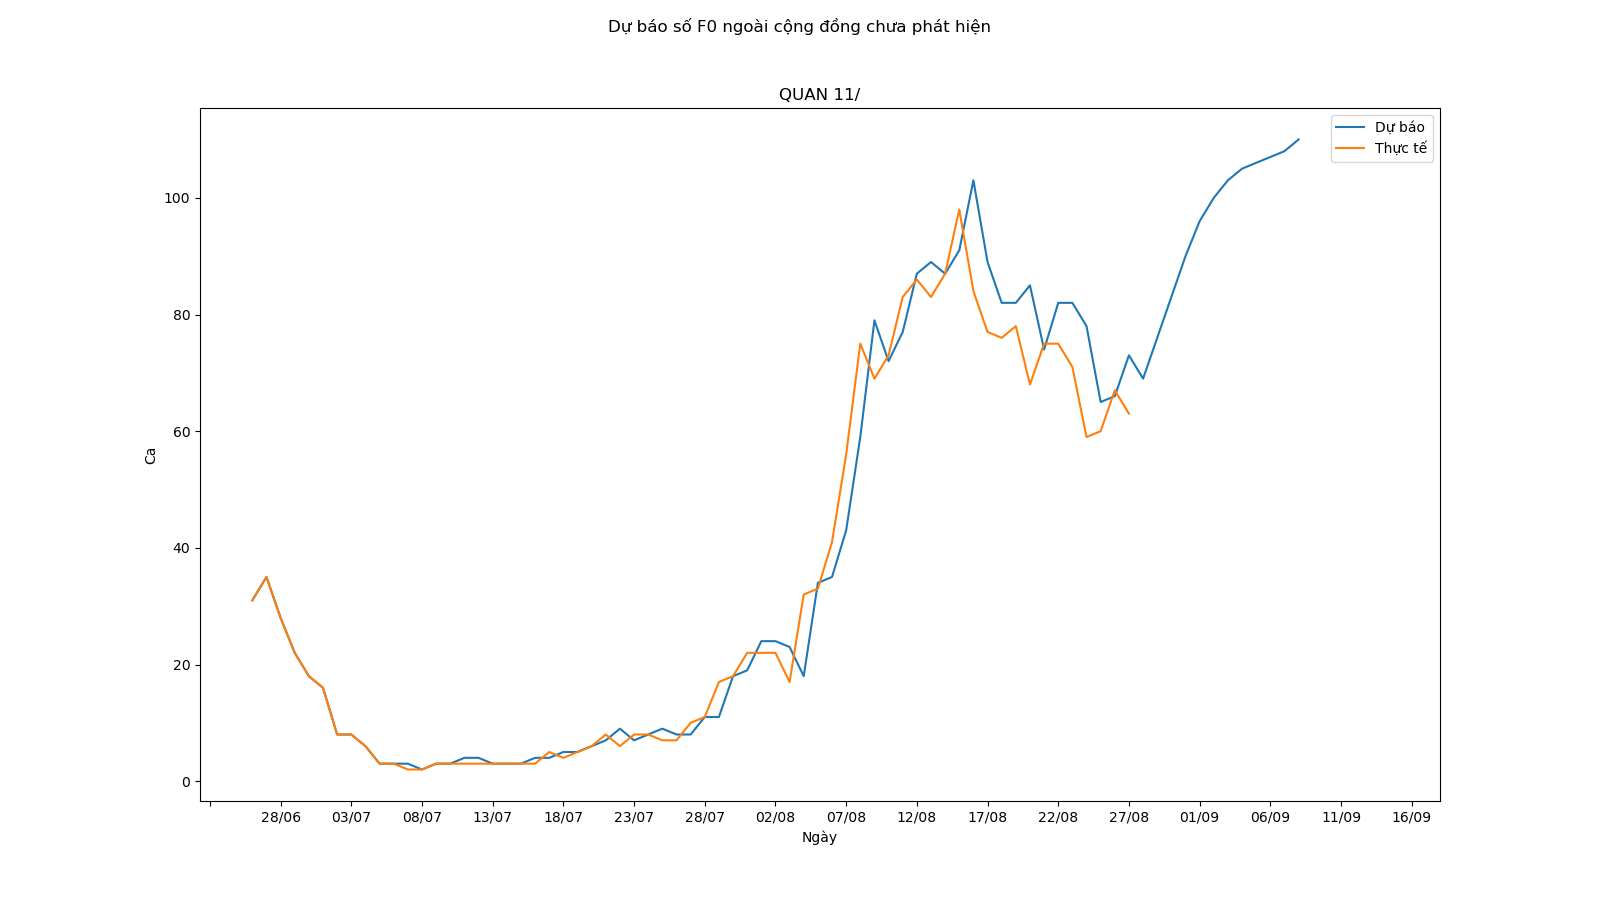 Dự báo số F0 ngoài cộng đồng chưa phát hiện
QUAN 11/
Dự báo
Thực tế
100
80
60
40
20
0
Ca
28/06 03/07 08/07 13/07 18/07 23/07 28/07 02/08 07/08 12/08 17/08 22/08 27/08 01/09 06/09 11/09 16/09
Ngày